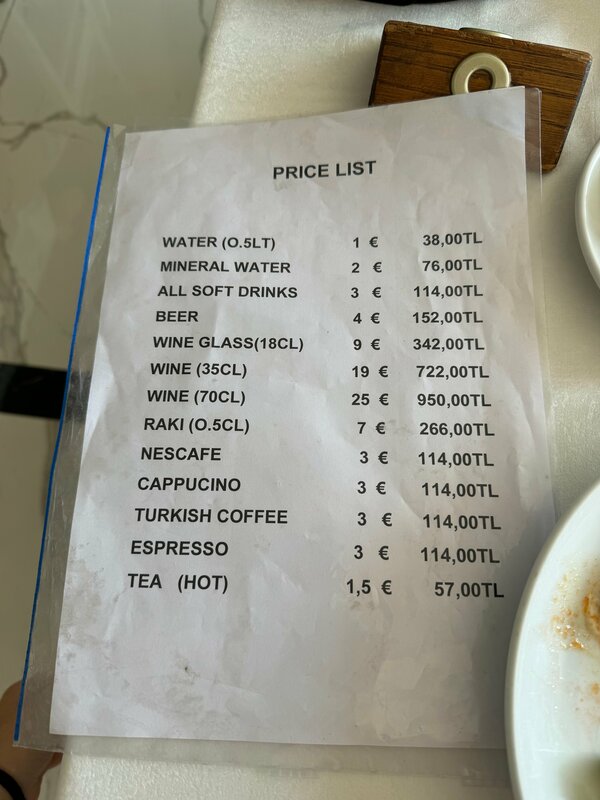 PRICE LIST
WATER (O.5LT) 1 € 38,00TL
MINERAL WATER 2 € 76,00TL
ALL SOFT DRINKS 3 € 114,00TL
BEER 4 € 152,00TL
WINE GLASS(18CL) 9 € 342,00TL
WINE (35CL) 19 € 722,00TL
WINE (70CL) 25 € 950,00TL
RAKI (O.5CL) 7 € 266,00TL
NESCAFE 3 € 114,00TL
CAPPUCINO 3 € 114,00TL
TURKISH COFFEE 3 € 114,00TL
ESPRESSO 3 € 114,00TL
TEA (HOT) 1,5 € 57,00TL